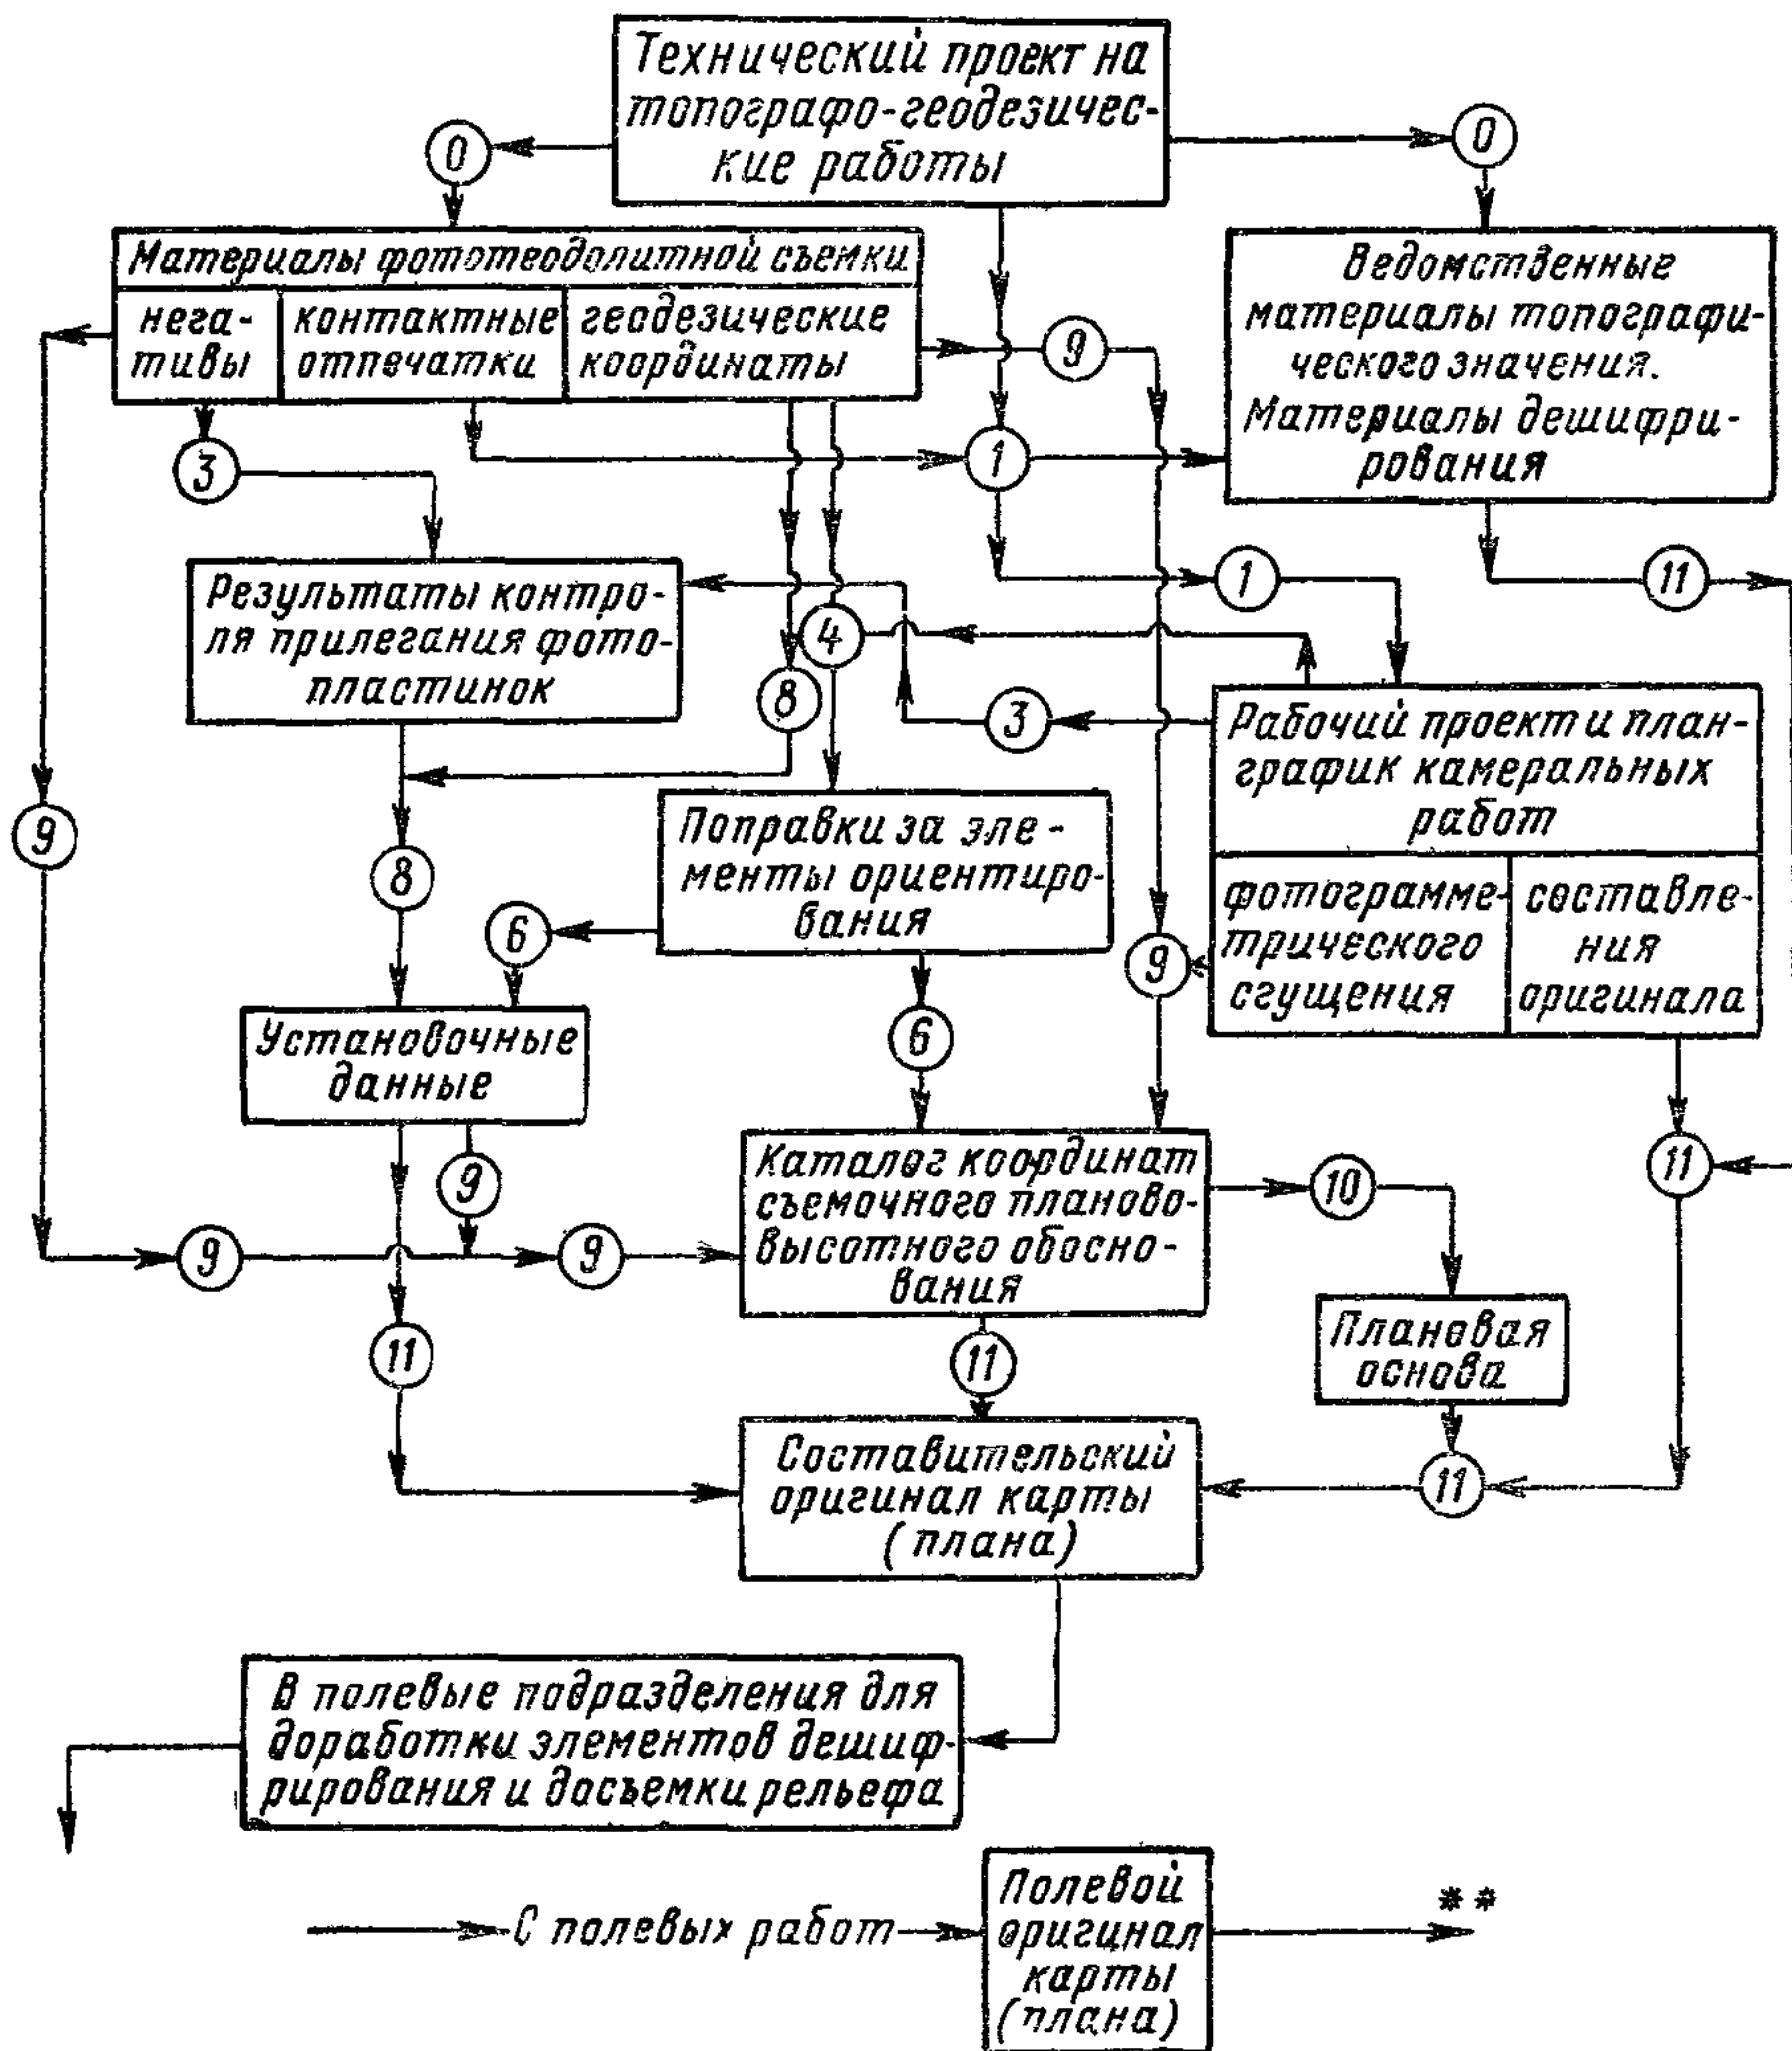 Технический проект на
топографо-геодезичес-
кие работы
0
0
Материалы фототеодолитной съемки
нега-
тивы
контактные
отпечатки
геодезические
координаты
9
Ведомственные
материалы топографи-
ческого значения.
Материалы дешифри-
рования
3
1
1
11
Результаты контро-
ля прилегания фото-
пластинок
4
8
3
Рабочий проект и план-
график камеральных
работ
фотограмме-
трического
сгущения
составле-
ния
оригинала
9
8
Поправки за эле-
менты ориентиро-
вания
6
9
Установочные
данные
6
9
Каталог координат
съемочного планово-
высотного обосно-
вания
10
11
9
9
11
11
Плановая
основа
Составительский
оригинал карты
(плана)
11
В полевые подразделения для
доработки элементов дешиф-
рирования и досъемки рельефа
С полевых работ
Полевой
оригинал
карты
(плана)
**